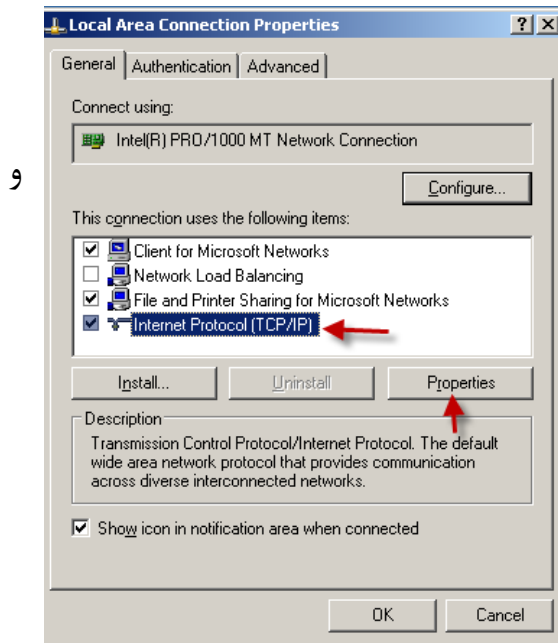 Local Area Connection Properties
General Authentication Advanced
Connect using:
Intel(R) PRO/1000 MT Network Connection
و
Configure...
This connection uses the following items:
Client for Microsoft Networks
Network Load Balancing
File and Printer Sharing for Microsoft Networks
Internet Protocol (TCP/IP)
Install... Uninstall Properties
Description
Transmission Control Protocol/Internet Protocol. The default
wide area network protocol that provides communication
across diverse interconnected networks.
Show icon in notification area when connected
OK Cancel